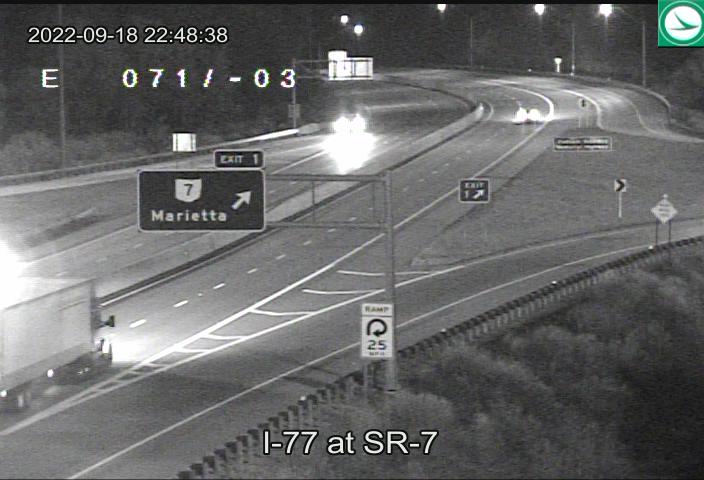 2022-09-18 22:48:38
E 071/-03
EXIT 1
7
Marietta
EXIT
1
RAMP
25
MPH
I-77 at SR-7